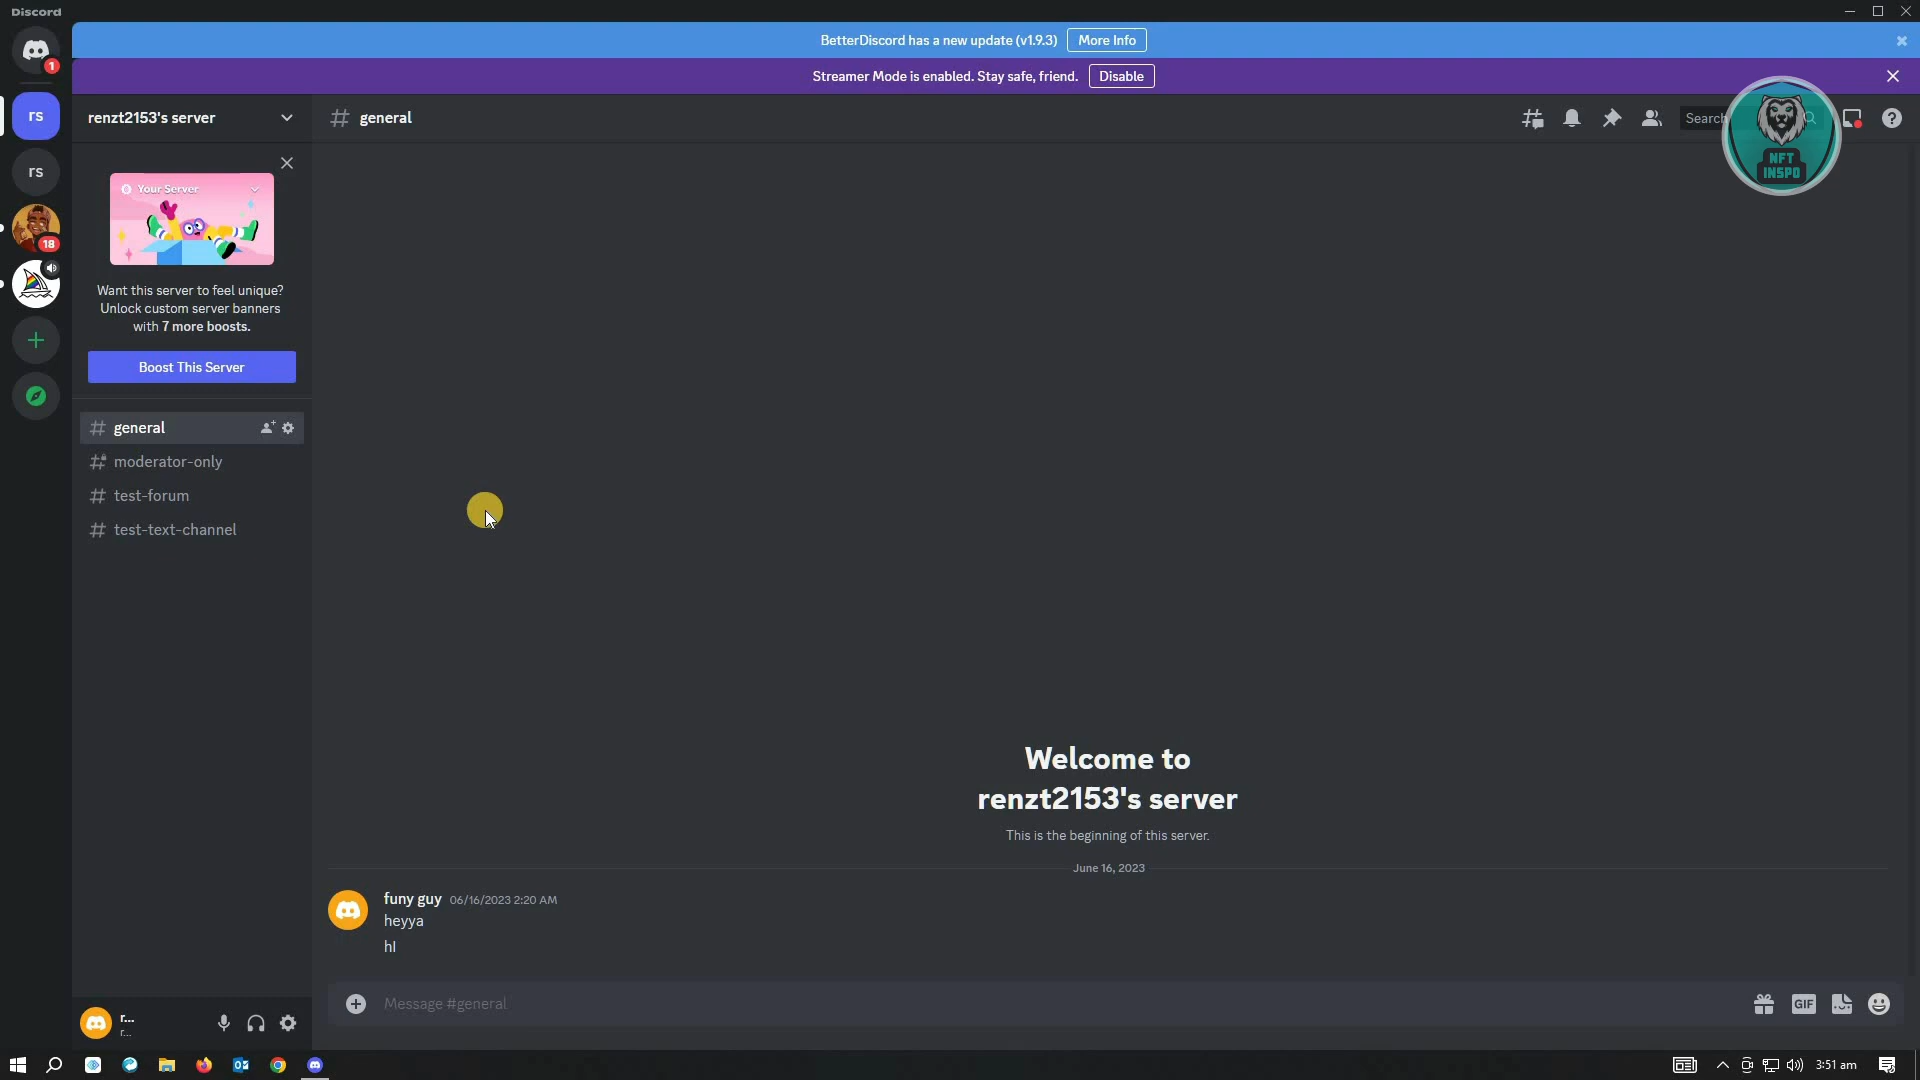 Discord
BetterDiscord has a new update (v1.9.3) More Info
Streamer Mode is enabled. Stay safe, friend. Disable
1
rs
rs
18
renzt2153's server
general
Search
NFT
INSPO
Your Server
Want this server to feel unique?
Unlock custom server banners
with 7 more boosts.
Boost This Server
general
moderator-only
test-forum
test-text-channel
Welcome to
renzt2153's server
This is the beginning of this server.
June 16, 2023
funy guy 06/16/2023 2:20 AM
heyya
hI
Message #general
GIF
r...
r...
3:51 am